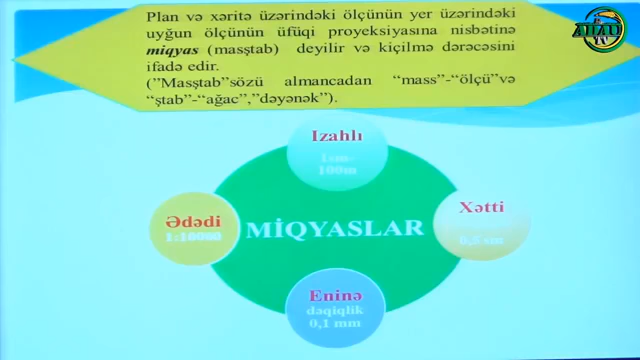 Plan və xəritə üzərindəki ölçünün yer üzərindəki
uyğun ölçünün üfüqi proyeksiyasına nisbətinə
miqyas (masştab) deyilir və kiçilmə dərəcəsini
ifadə edir.
(”Masştab”sözü almancadan “mass”-“ölçü”və
“ştab”-“ağac”,”dəyənək”).
Izahlı
1sm-
100m
Ədədi
1:10000
MİQYASLAR
Xətti
0,5 sm
Eninə
dəqiqlik
0,1 mm